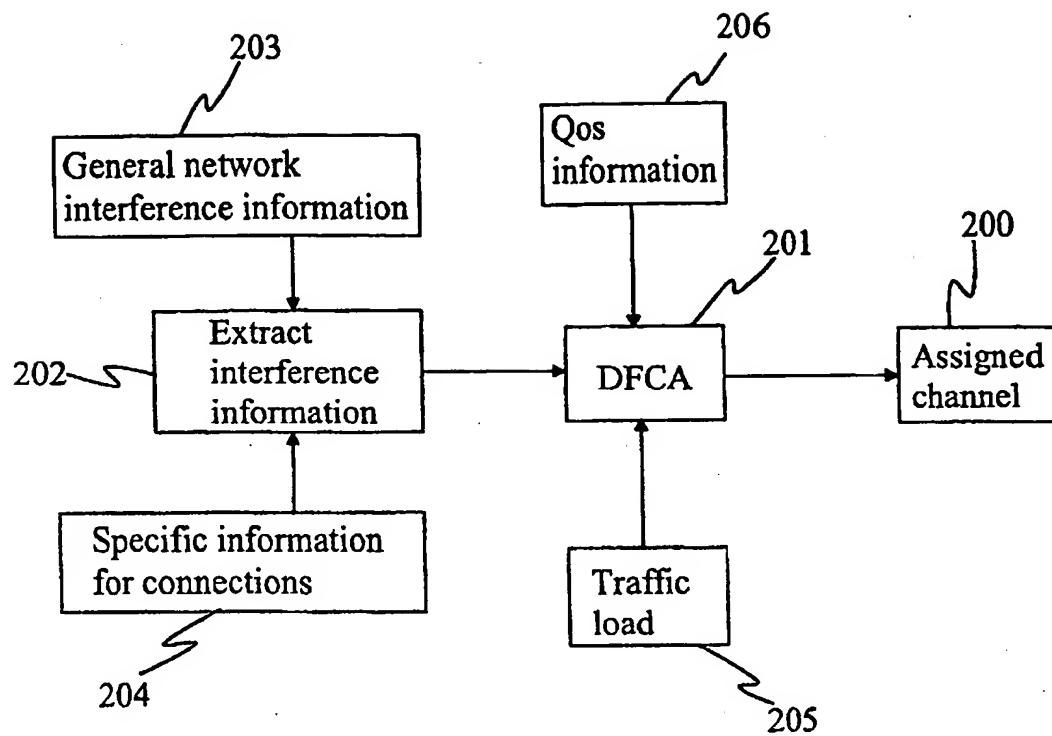 203
206
General network
interference information
Qos
information
201
200
202
Extract
interference
information
DFCA
Assigned
channel
Specific information
for connections
Traffic
load
204
205